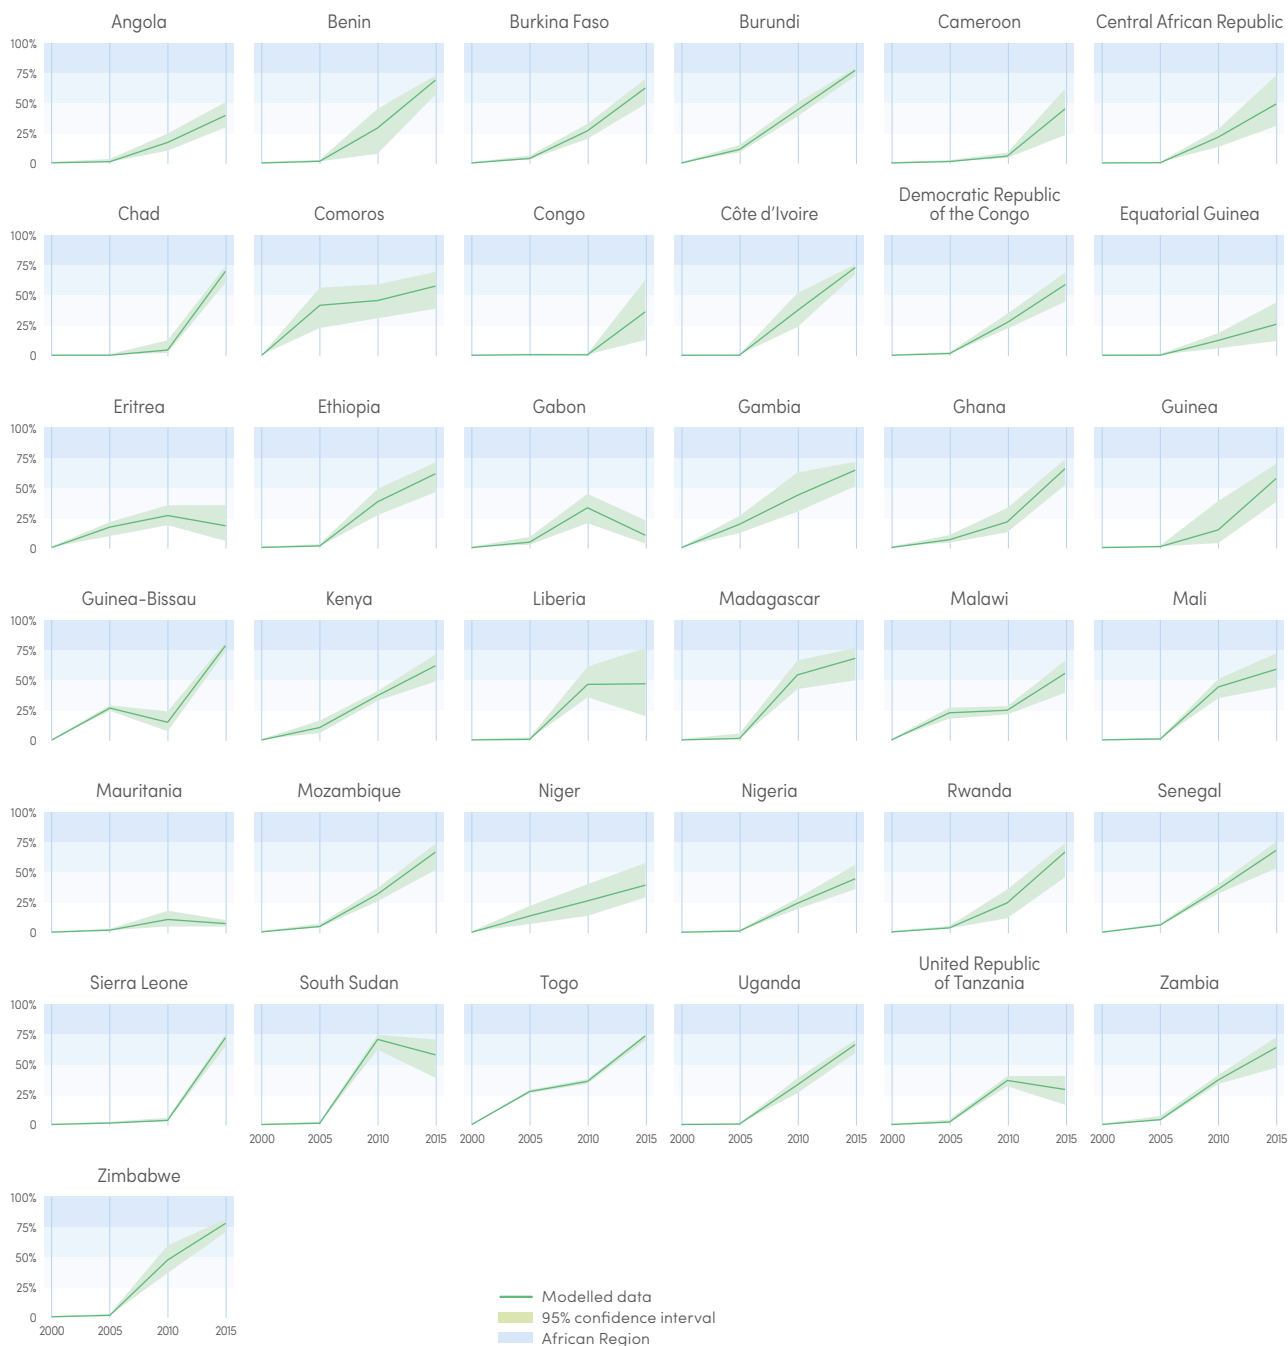 Angola
Benin
Burkina Faso
Burundi
Cameroon
Central African Republic
100%
75%
50%
25%
0
Chad
Comoros
Congo
Côte d'Ivoire
Democratic Republic
of the Congo
Equatorial Guinea
100%
75%
50%
25%
0
Eritrea
Ethiopia
Gabon
Gambia
Ghana
Guinea
100%
75%
50%
25%
0
Guinea-Bissau
Kenya
Liberia
Madagascar
Malawi
Mali
100%
75%
50%
25%
0
Mauritania
Mozambique
Niger
Nigeria
Rwanda
Senegal
100%
75%
50%
25%
0
Sierra Leone
South Sudan
Togo
Uganda
United Republic
of Tanzania
Zambia
100%
75%
50%
25%
0
2000 2005 2010 2015
2000 2005 2010 2015
2000 2005 2010 2015
2000 2005 2010 2015
2000 2005 2010 2015
Zimbabwe
100%
75%
50%
25%
0
2000 2005 2010 2015
Modelled data
95% confidence interval
African Region